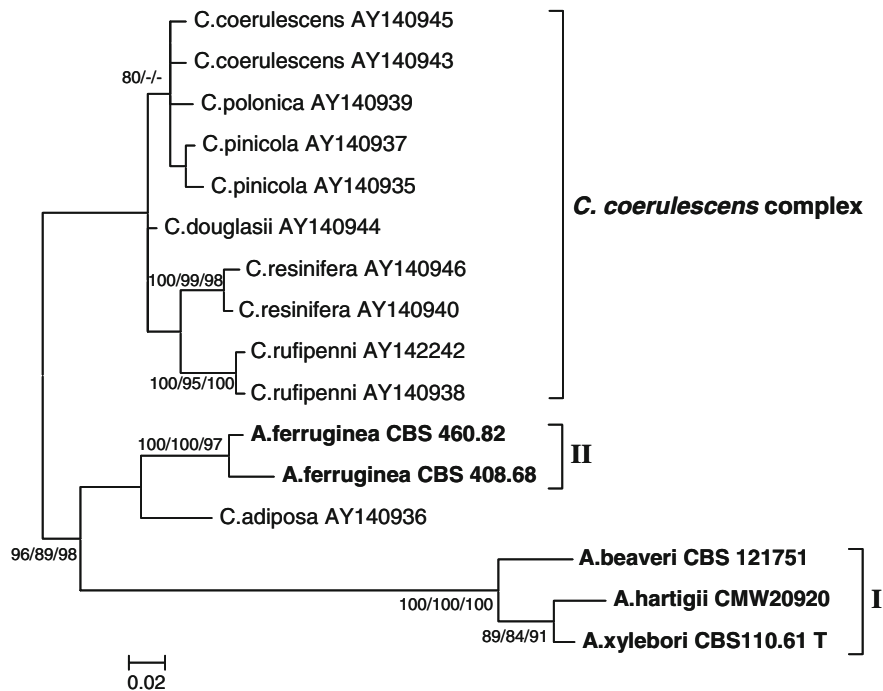 C.coerulescens AY140945
C.coerulescens AY140943
80/-/-
C.polonica AY140939
C.pinicola AY140937
C.pinicola AY140935
C. coerulescens complex
C.douglasii AY140944
C.resinifera AY140946
100/99/98
C.resinifera AY140940
C.rufipenni AY142242
100/95/100
C.rufipenni AY140938
A.ferruginea CBS 460.82
100/100/97
II
A.ferruginea CBS 408.68
C.adiposa AY140936
96/89/98
A.beaveri CBS 121751
100/100/100
A.hartigii CMW20920
I
89/84/91
A.xylebori CBS110.61 T
0.02